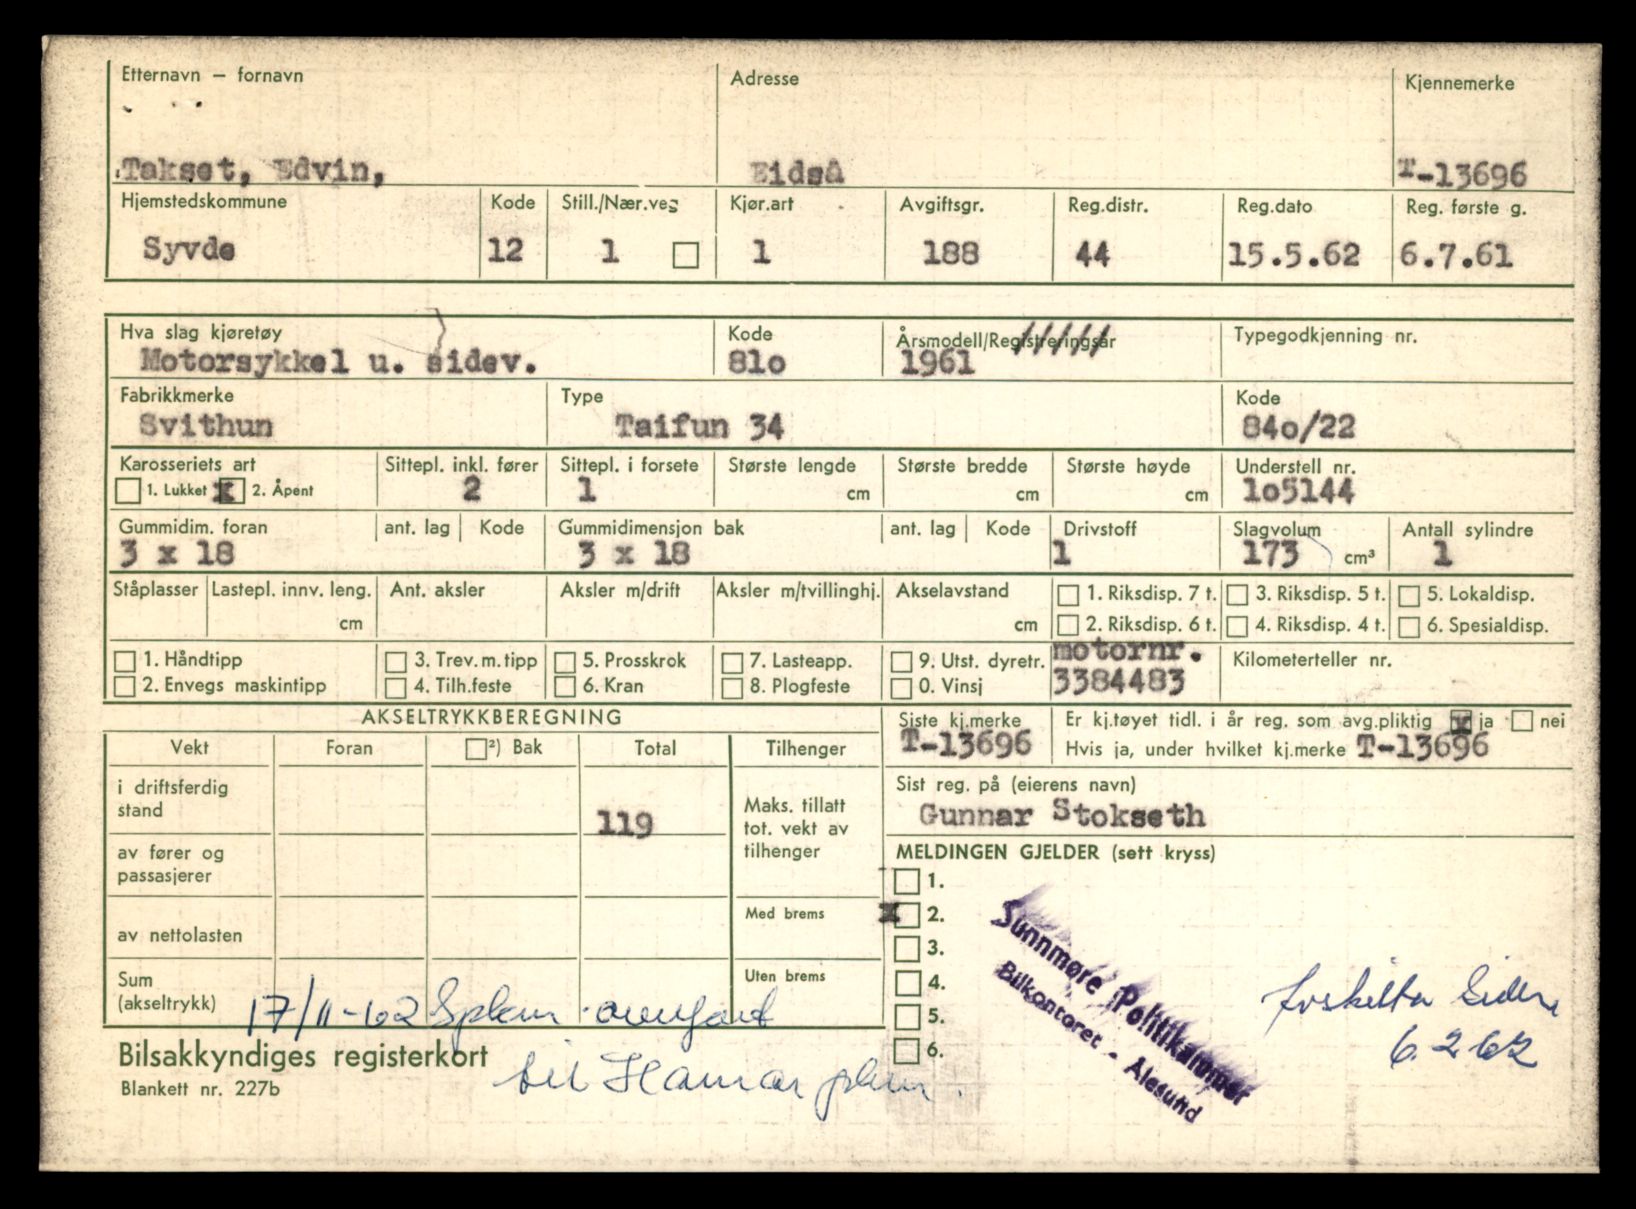 Etternavn – fornavn Adresse Kjennemerke
Takset, Edvin, Eidså T-13696
Hjemstedskommune Kode Still./Nær.veg Kjør.art Avgiftsgr. Reg.distr. Reg.dato Reg. første g.
Syvde 12 1 1 188 44 15.5.62 6.7.61
Hva slag kjøretøy Kode Årsmodell/Registreringsår Typegodkjenning nr.
Motorsykkel u. sidev. 81o 1961
Fabrikkmerke Type Kode
Svithun Taifun 34 84o/22
Karosseriets art Sittepl. inkl. fører Sittepl. i forsete Største lengde Største bredde Største høyde Understell nr.
1. Lukket x 2. Åpent 2 1 cm cm cm 1o5144
Gummidim. foran ant. lag Kode Gummidimensjon bak ant. lag Kode Drivstoff Slagvolum Antall sylindre
3 x 18 3 x 18 1 173 cm³ 1
Ståplasser Lastepl. innv. leng. Ant. aksler Aksler m/drift Aksler m/tvillinghj. Akselavstand 1. Riksdisp. 7 t. 3. Riksdisp. 5 t. 5. Lokaldisp.
cm cm 2. Riksdisp. 6 t. 4. Riksdisp. 4 t. 6. Spesialdisp.
1. Håndtipp 3. Trev. m. tipp 5. Prosskrok 7. Lasteapp. 9. Utst. dyretr. motornr. Kilometerteller nr.
2. Envegs maskintipp 4. Tilh.feste 6. Kran 8. Plogfeste 0. Vinsj 3384483
AKSELTRYKKBEREGNING Siste kj.merke Er kj.tøyet tidl. i år reg. som avg.pliktig x ja nei
Vekt Foran ²) Bak Total Tilhenger T-13696 Hvis ja, under hvilket kj.merke T-13696
i driftsferdig stand 119 Maks. tillatt tot. vekt av tilhenger Sist reg. på (eierens navn)
Gunnar Stokseth
av fører og passasjerer MELDINGEN GJELDER (sett kryss)
1.
Med brems x 2.
av nettolasten 3.
Sum (akseltrykk) Uten brems 4.
5.
6.
Sunnmøre Politikammer
Bilkontoret - Ålesund
6.2.62
17/11-62 overført
Bilsakkyndiges registerkort
til Hamar
Blankett nr. 227b